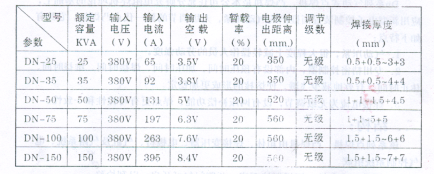 型号 额定 输入 输入 输出 暂载 电极伸 调节 焊接厚度
容量 电压 电流 空载 率 出距离 级数
参数 KVA (V) (A) (V) (%) (mm.) (mm)
DN-25 25 380V 65 3.5V 20 350 无级 0.5+0.5~3+3
DN-35 35 380V 92 3.8V 20 350 无级 0.5+0.5~4+4
DN-50 50 380V 131 5V 20 520 无级 1+1~4.5+4.5
DN-75 75 380V 197 6.3V 20 560 无级 1+1~5+5
DN-100 100 380V 263 7.6V 20 560 无级 1.5+1.5~6+6
DN-150 150 380V 395 8.4V 20 560 无级 1.5+1.5~7+7